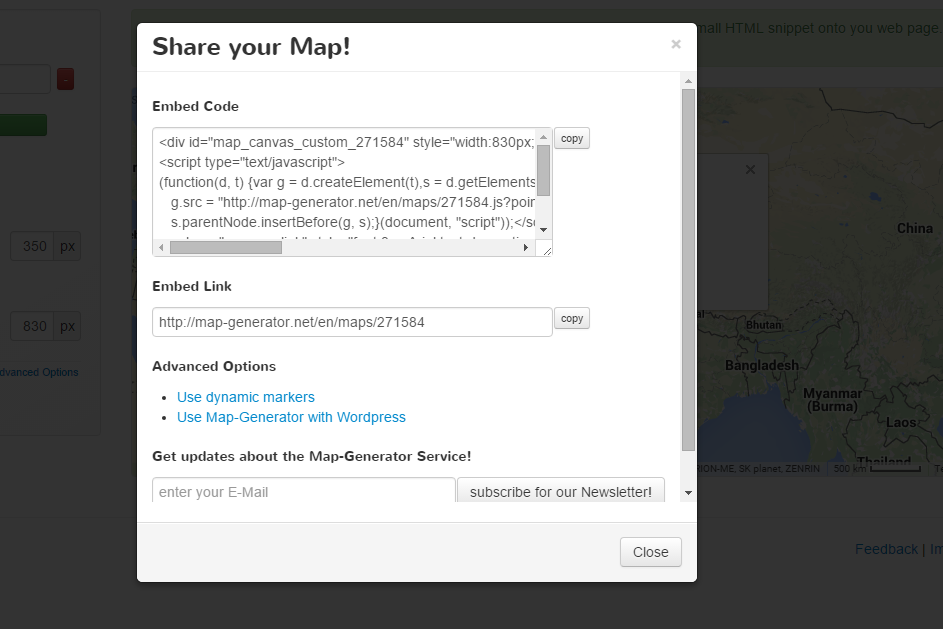 Share your Map!
×
mall HTML snippet onto you web page.
Embed Code
<div id="map_canvas_custom_271584" style="width:830px;
<script type="text/javascript">
(function(d, t) {var g = d.createElement(t),s = d.getElements
g.src = "http://map-generator.net/en/maps/271584.js?poin
s.parentNode.insertBefore(g, s);}(document, "script"));</sc
copy
Embed Link
http://map-generator.net/en/maps/271584
copy
Advanced Options
Use dynamic markers
Use Map-Generator with Wordpress
Get updates about the Map-Generator Service!
enter your E-Mail
subscribe for our Newsletter!
Close
350 px
830 px
dvanced Options
China
Bhutan
Bangladesh
Myanmar
(Burma)
Laos
Thailand
ION-ME, SK planet, ZENRIN
500 km
Feedback | Im